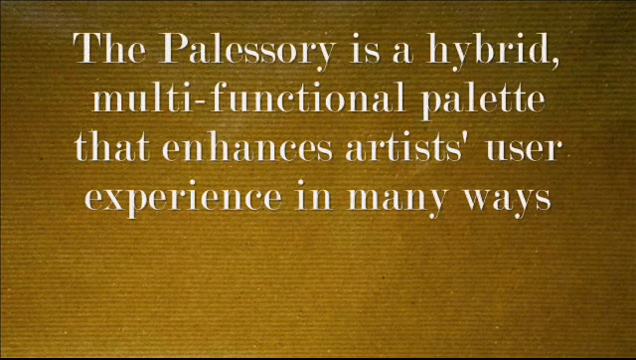 The Palessory is a hybrid,
multi-functional palette
that enhances artists' user
experience in many ways